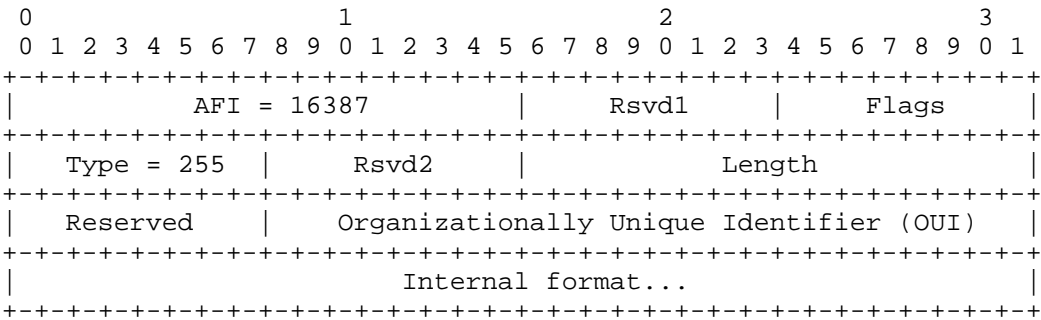 0                   1                   2                   3
 0 1 2 3 4 5 6 7 8 9 0 1 2 3 4 5 6 7 8 9 0 1 2 3 4 5 6 7 8 9 0 1
+-+-+-+-+-+-+-+-+-+-+-+-+-+-+-+-+-+-+-+-+-+-+-+-+-+-+-+-+-+-+-+-+
|           AFI = 16387         |     Rsvd1     |     Flags     |
+-+-+-+-+-+-+-+-+-+-+-+-+-+-+-+-+-+-+-+-+-+-+-+-+-+-+-+-+-+-+-+-+
|   Type = 255  |     Rsvd2     |            Length             |
+-+-+-+-+-+-+-+-+-+-+-+-+-+-+-+-+-+-+-+-+-+-+-+-+-+-+-+-+-+-+-+-+
|   Reserved    |    Organizationally Unique Identifier (OUI)   |
+-+-+-+-+-+-+-+-+-+-+-+-+-+-+-+-+-+-+-+-+-+-+-+-+-+-+-+-+-+-+-+-+
|                        Internal format...                     |
+-+-+-+-+-+-+-+-+-+-+-+-+-+-+-+-+-+-+-+-+-+-+-+-+-+-+-+-+-+-+-+-+